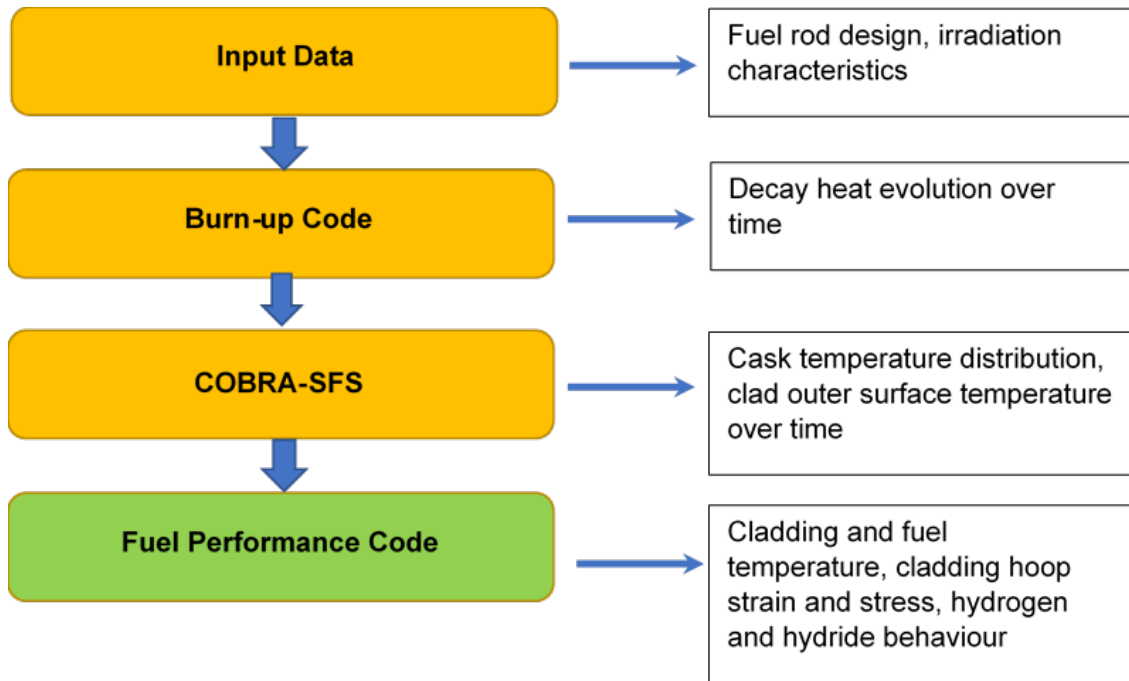 Input Data
Fuel rod design, irradiation
characteristics
Burn-up Code
Decay heat evolution over
time
COBRA-SFS
Cask temperature distribution,
clad outer surface temperature
over time
Fuel Performance Code
Cladding and fuel
temperature, cladding hoop
strain and stress, hydrogen
and hydride behaviour